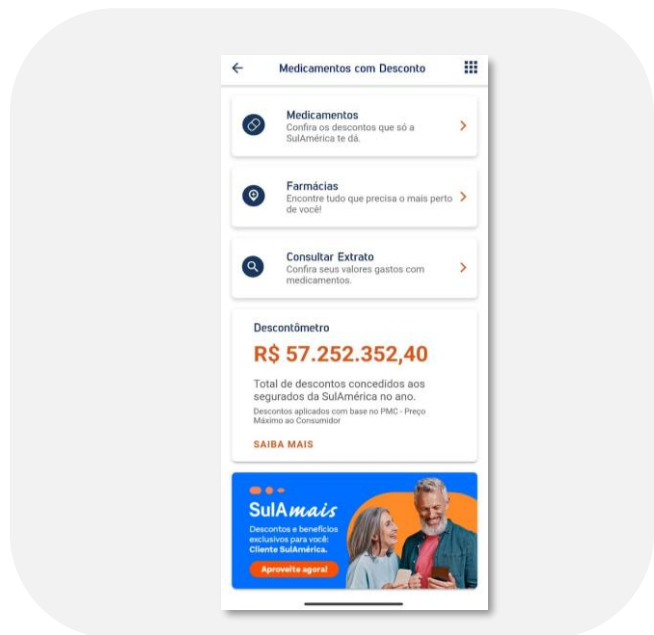 Medicamentos com Desconto
Medicamentos
Confira os descontos que só a
SulAmérica te dá.
Farmácias
Encontre tudo que precisa o mais perto
de você!
Consultar Extrato
Confira seus valores gastos com
medicamentos.
Descontômetro
R$ 57.252.352,40
Total de descontos concedidos aos
segurados da SulAmérica no ano.
Descontos aplicados com base no PMC - Preço
Máximo ao Consumidor
SAIBA MAIS
SulAmais
Descontos e benefícios
exclusivos para você:
Cliente SulAmérica.
Aproveite agora!